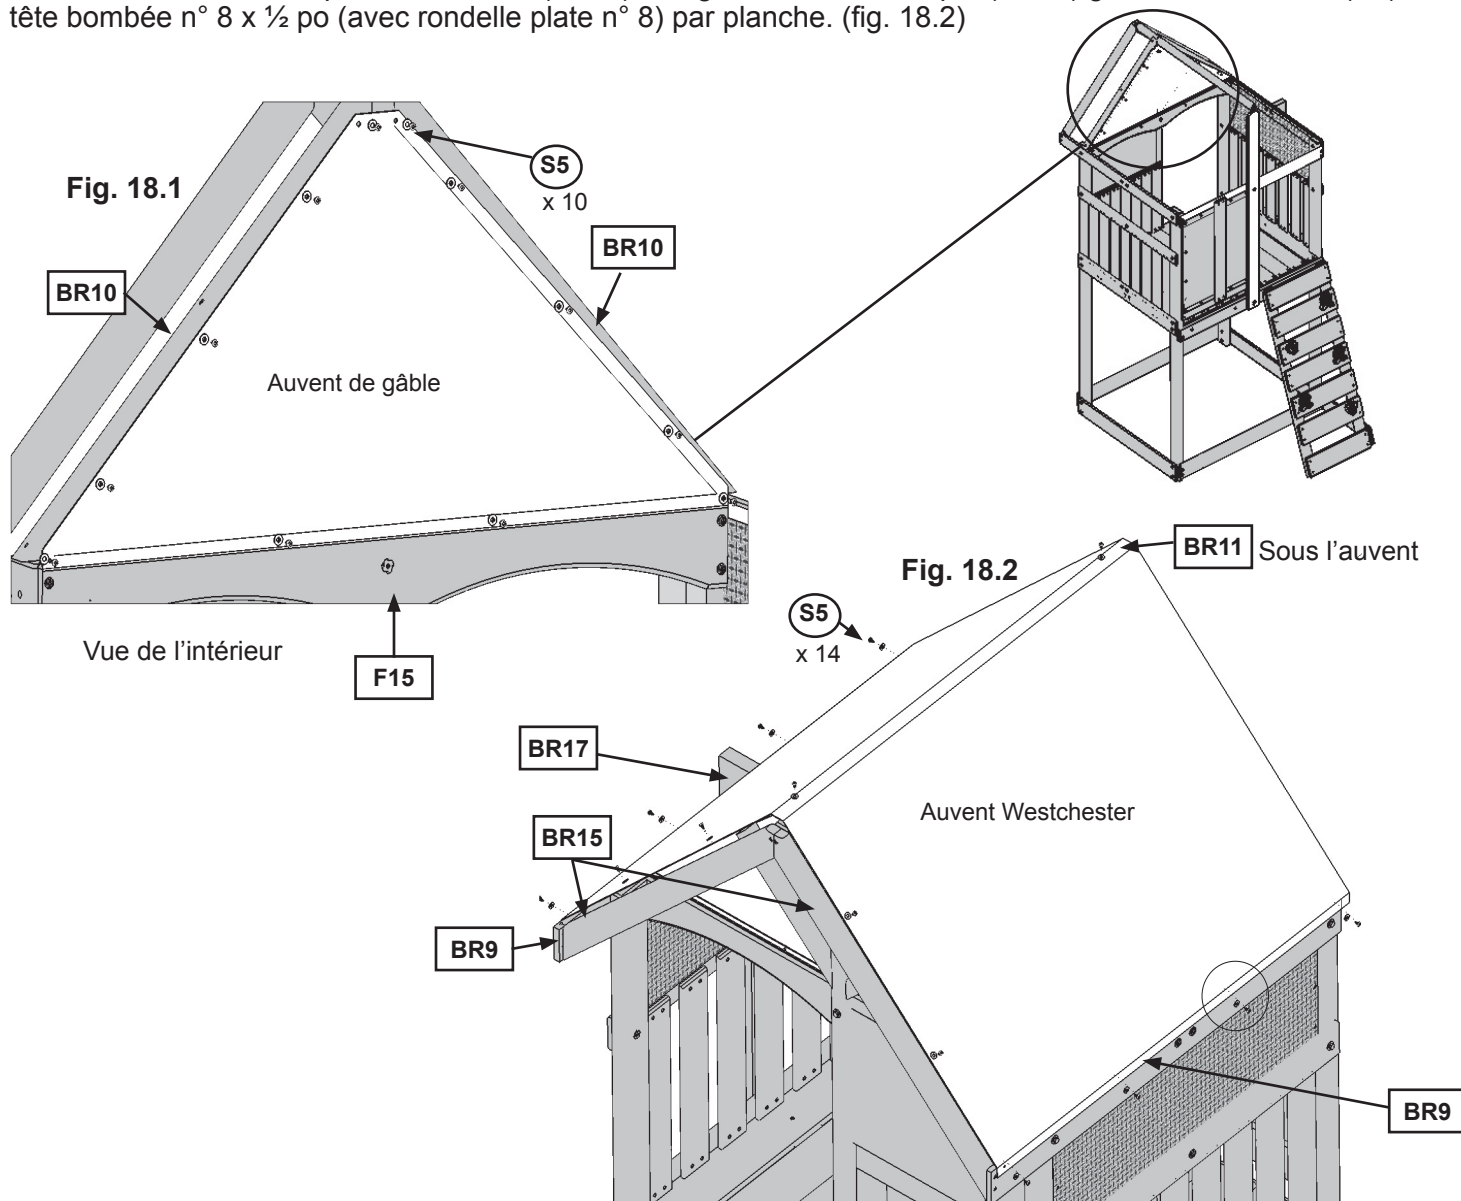 tête bombée n° 8 x ½ po (avec rondelle plate n° 8) par planche. (fig. 18.2)
Fig. 18.1
S5
x 10
BR10
BR10
Auvent de gâble
Vue de l'intérieur
F15
Fig. 18.2
BR11 Sous l'auvent
S5
x 14
BR17
Auvent Westchester
BR15
BR9
BR9